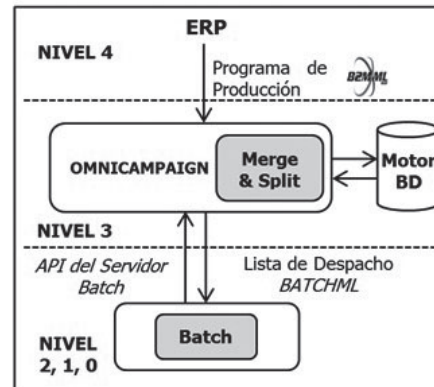 ERP
NIVEL 4
Programa de
Producción
B2MML
OMNICAMPAIGN
Merge
& Split
Motor
BD
NIVEL 3
API del Servidor
Batch
Lista de Despacho
BATCHML
Batch
NIVEL
2, 1, 0